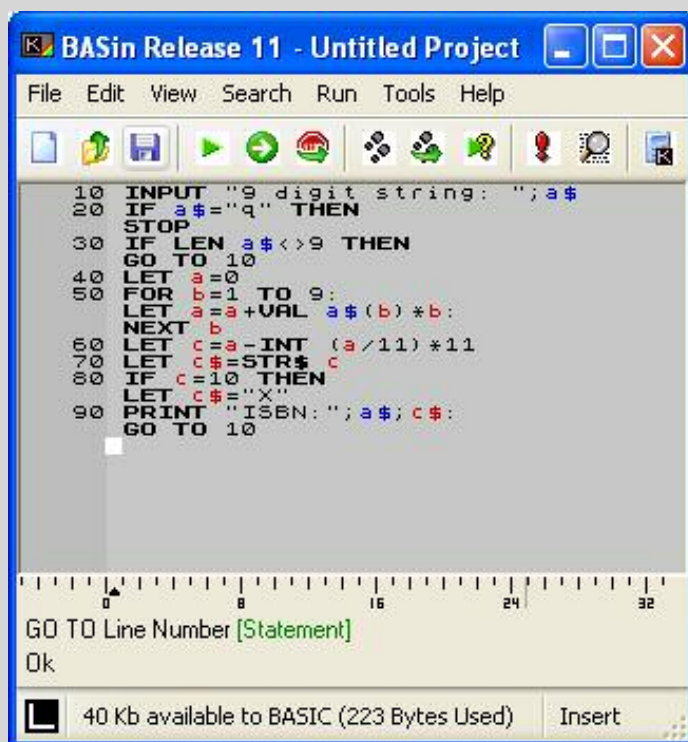 BASin Release 11 - Untitled Project
File Edit View Search Run Tools Help
10 INPUT "9 digit string: ";a$
20 IF a$="q" THEN
STOP
30 IF LEN a$<>9 THEN
GO TO 10
40 LET a=0
50 FOR b=1 TO 9:
LET a=a+VAL a$(b)*b:
NEXT b
60 LET c=a-INT (a/11)*11
70 LET c$=STR$ c
80 IF c=10 THEN
LET c$="X"
90 PRINT "ISBN:";a$;c$:
GO TO 10
0 8 16 24 32
GO TO Line Number [Statement]
Ok
L 40 Kb available to BASIC (223 Bytes Used) Insert